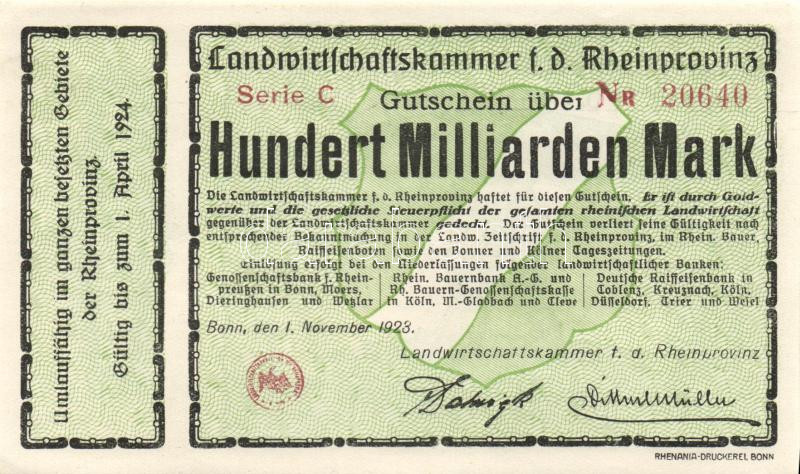 Umlauffähig im ganzen besetzten Gebiete
der Rheinprovinz.
Gültig bis zum 1. April 1924.
Landwirtschaftskammer f. d. Rheinprovinz
Serie C
Gutschein über
NR 20640
Hundert Milliarden Mark
Die Landwirtschaftskammer f. d. Rheinprovinz haftet für diesen Gutschein. Er ist durch Gold-
werte und die gesetzliche Steuerpflicht der gesamten rheinischen Landwirtschaft
gegenüber der Landwirtschaftskammer gedeckt. Der Gutschein verliert seine Gültigkeit nach
entsprechender Bekanntmachung in der Landw. Zeitschrift f. d. Rheinprovinz, im Rhein. Bauer,
Raiffeisenboten sowie den Bonner und Kölner Tageszeitungen.
Einlösung erfolgt bei den Niederlassungen folgender landwirtschaftlicher Banken:
Genossenschaftsbank f. Rhein-
preußen in Bonn, Moers,
Dieringhausen und Wetzlar
Rhein. Bauernbank A.-G. und
Rh. Bauern-Genossenschaftskasse
in Köln, M.-Gladbach und Cleve
Deutsche Raiffeisenbank in
Coblenz, Kreuznach, Köln,
Düsseldorf, Trier und Wesel
Bonn, den 1. November 1923.
Landwirtschaftskammer f. d. Rheinprovinz
RHENANIA-DRUCKEREI, BONN